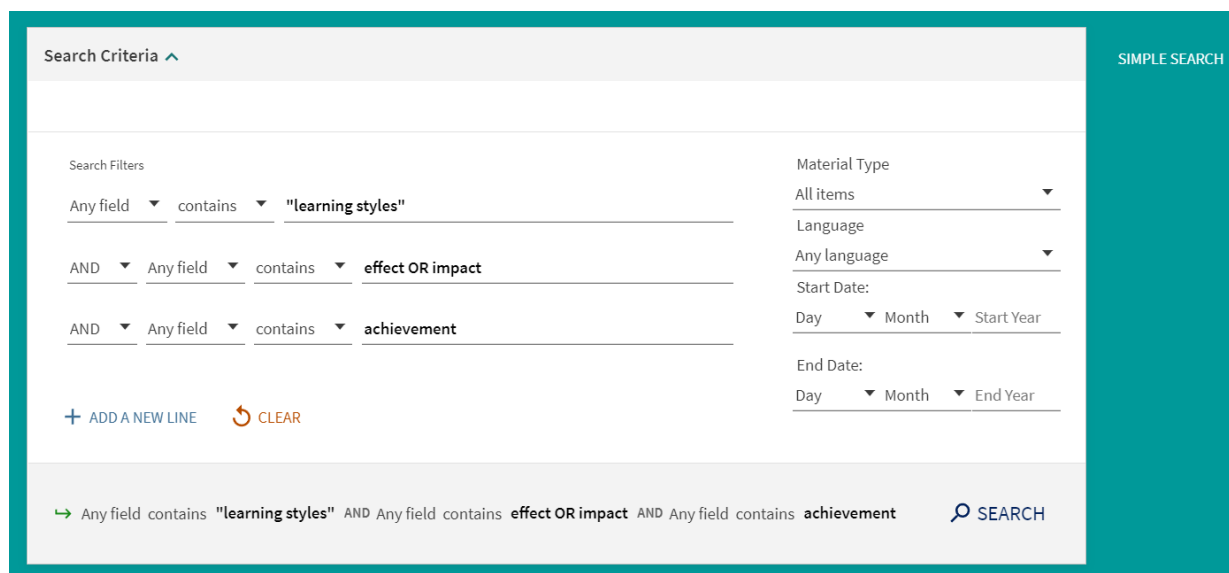 Search Criteria
SIMPLE SEARCH
Search Filters
Any field contains "learning styles"
AND Any field contains effect OR impact
AND Any field contains achievement
+ ADD A NEW LINE CLEAR
Material Type
All items
Language
Any language
Start Date:
Day Month Start Year
End Date:
Day Month End Year
Any field contains "learning styles" AND Any field contains effect OR impact AND Any field contains achievement SEARCH